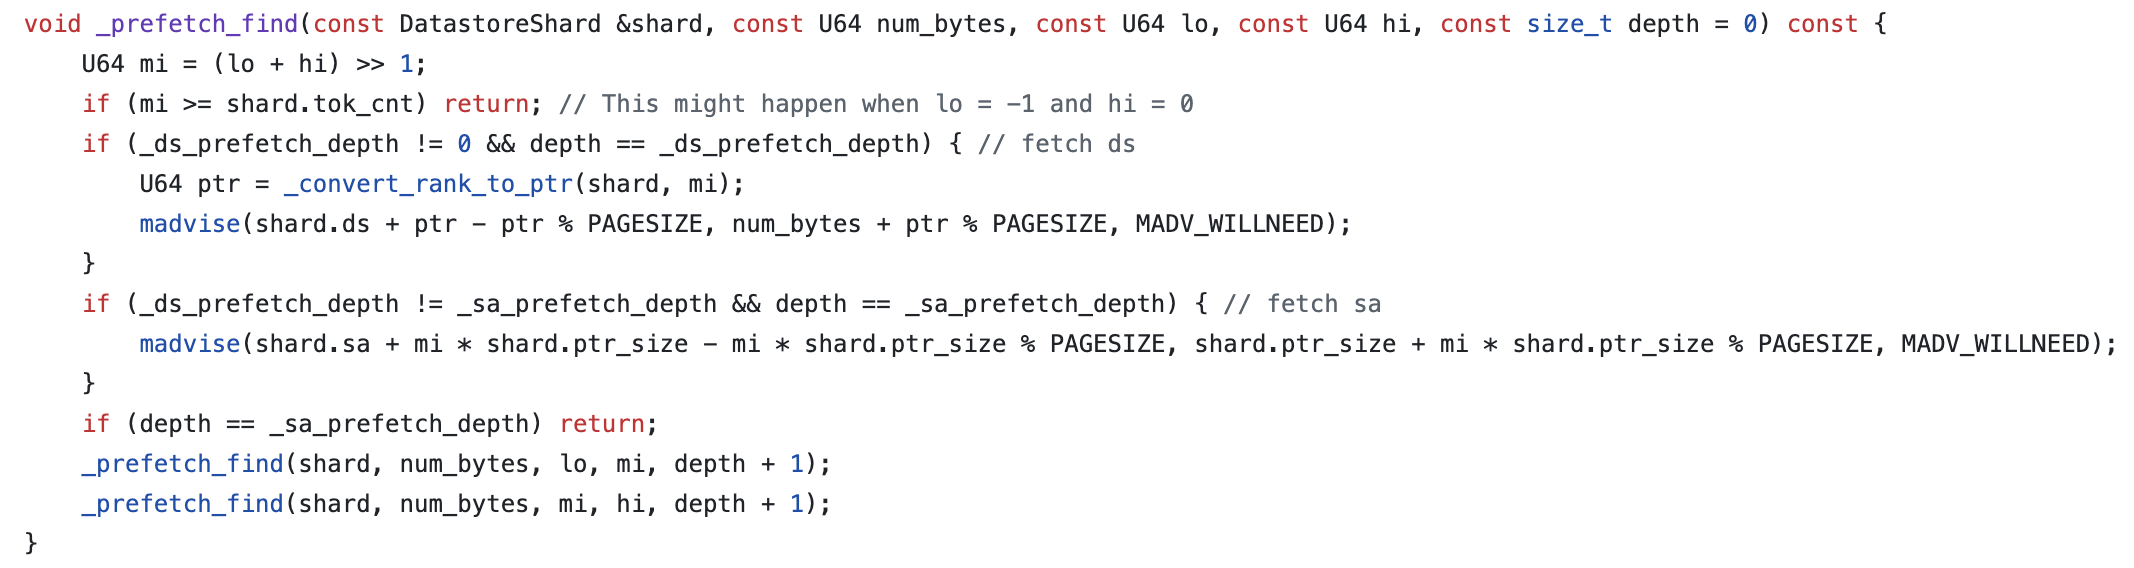 void _prefetch_find(const DatastoreShard &shard, const U64 num_bytes, const U64 lo, const U64 hi, const size_t depth = 0) const {
    U64 mi = (lo + hi) >> 1;
    if (mi >= shard.tok_cnt) return; // This might happen when lo = -1 and hi = 0
    if (_ds_prefetch_depth != 0 && depth == _ds_prefetch_depth) { // fetch ds
        U64 ptr = _convert_rank_to_ptr(shard, mi);
        madvise(shard.ds + ptr - ptr % PAGESIZE, num_bytes + ptr % PAGESIZE, MADV_WILLNEED);
    }
    if (_ds_prefetch_depth != _sa_prefetch_depth && depth == _sa_prefetch_depth) { // fetch sa
        madvise(shard.sa + mi * shard.ptr_size - mi * shard.ptr_size % PAGESIZE, shard.ptr_size + mi * shard.ptr_size % PAGESIZE, MADV_WILLNEED);
    }
    if (depth == _sa_prefetch_depth) return;
    _prefetch_find(shard, num_bytes, lo, mi, depth + 1);
    _prefetch_find(shard, num_bytes, mi, hi, depth + 1);
}